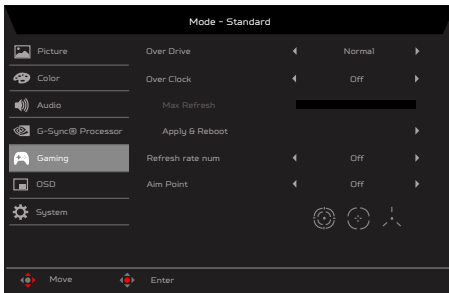 Mode - Standard
Picture
Over Drive Normal
Color
Over Clock Off
Audio
Max Refresh
G-Sync® Processor
Apply & Reboot
Gaming
Refresh rate num Off
OSD
Aim Point Off
System
Move Enter